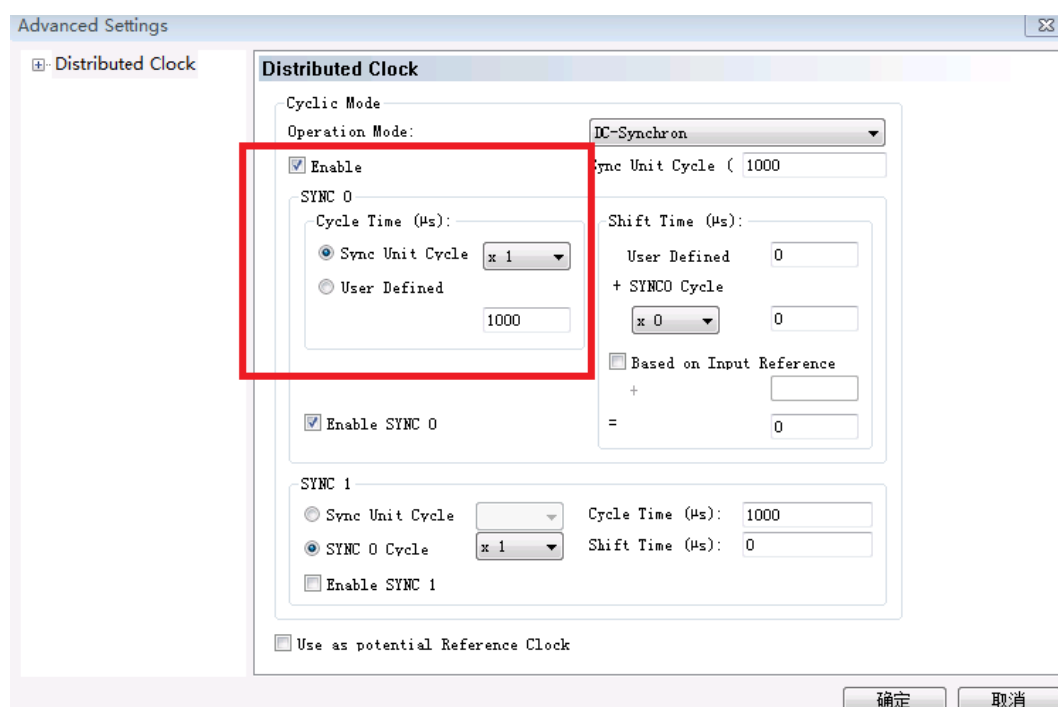 Advanced Settings
Distributed Clock
Distributed Clock
Cyclic Mode
Operation Mode:
DC-Synchron
Enable
Sync Unit Cycle (
1000
SYNC 0
Cycle Time (µs):
Sync Unit Cycle
x 1
User Defined
1000
Shift Time (µs):
User Defined
0
+ SYNC0 Cycle
x 0
0
Based on Input Reference
+
=
0
Enable SYNC 0
SYNC 1
Sync Unit Cycle
Cycle Time (µs):
1000
SYNC 0 Cycle
x 1
Shift Time (µs):
0
Enable SYNC 1
Use as potential Reference Clock
确定
取消